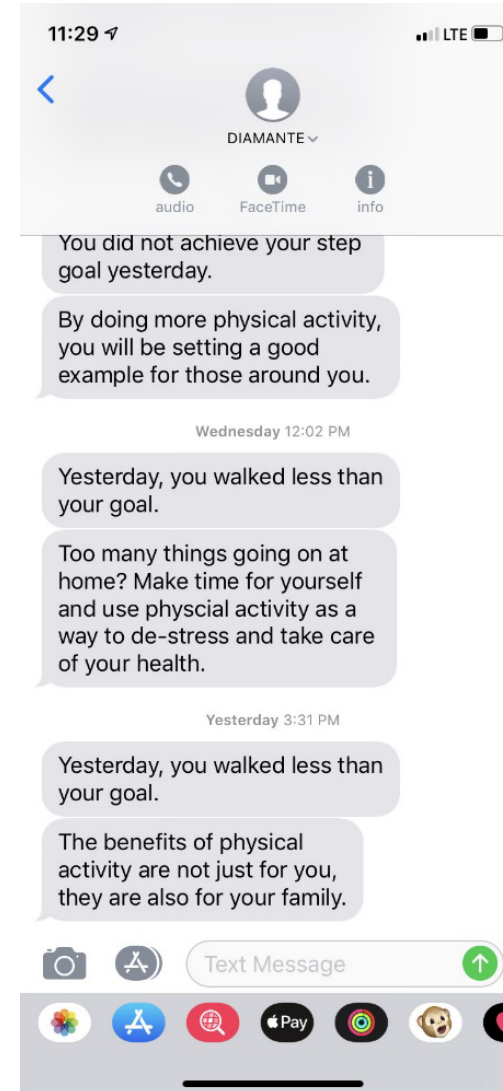 11:29
LTE
DIAMANTE
audio FaceTime info
You did not achieve your step
goal yesterday.
By doing more physical activity,
you will be setting a good
example for those around you.
Wednesday 12:02 PM
Yesterday, you walked less than
your goal.
Too many things going on at
home? Make time for yourself
and use physcial activity as a
way to de-stress and take care
of your health.
Yesterday 3:31 PM
Yesterday, you walked less than
your goal.
The benefits of physical
activity are not just for you,
they are also for your family.
Text Message
Pay